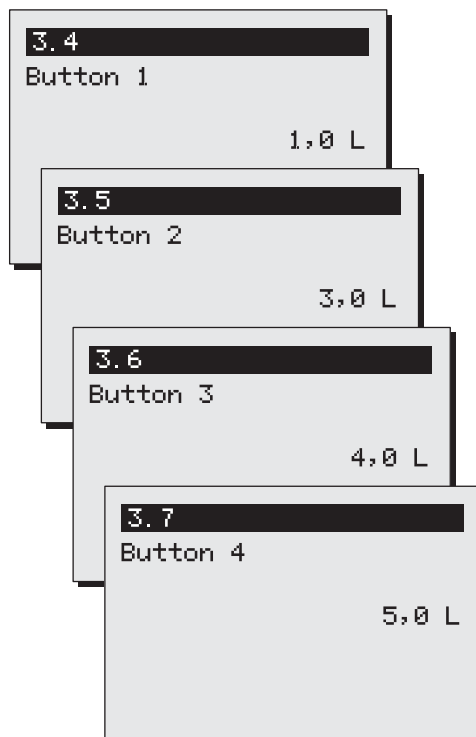 3.4
Button 1
1,0 L
3.5
Button 2
3,0 L
3.6
Button 3
4,0 L
3.7
Button 4
5,0 L